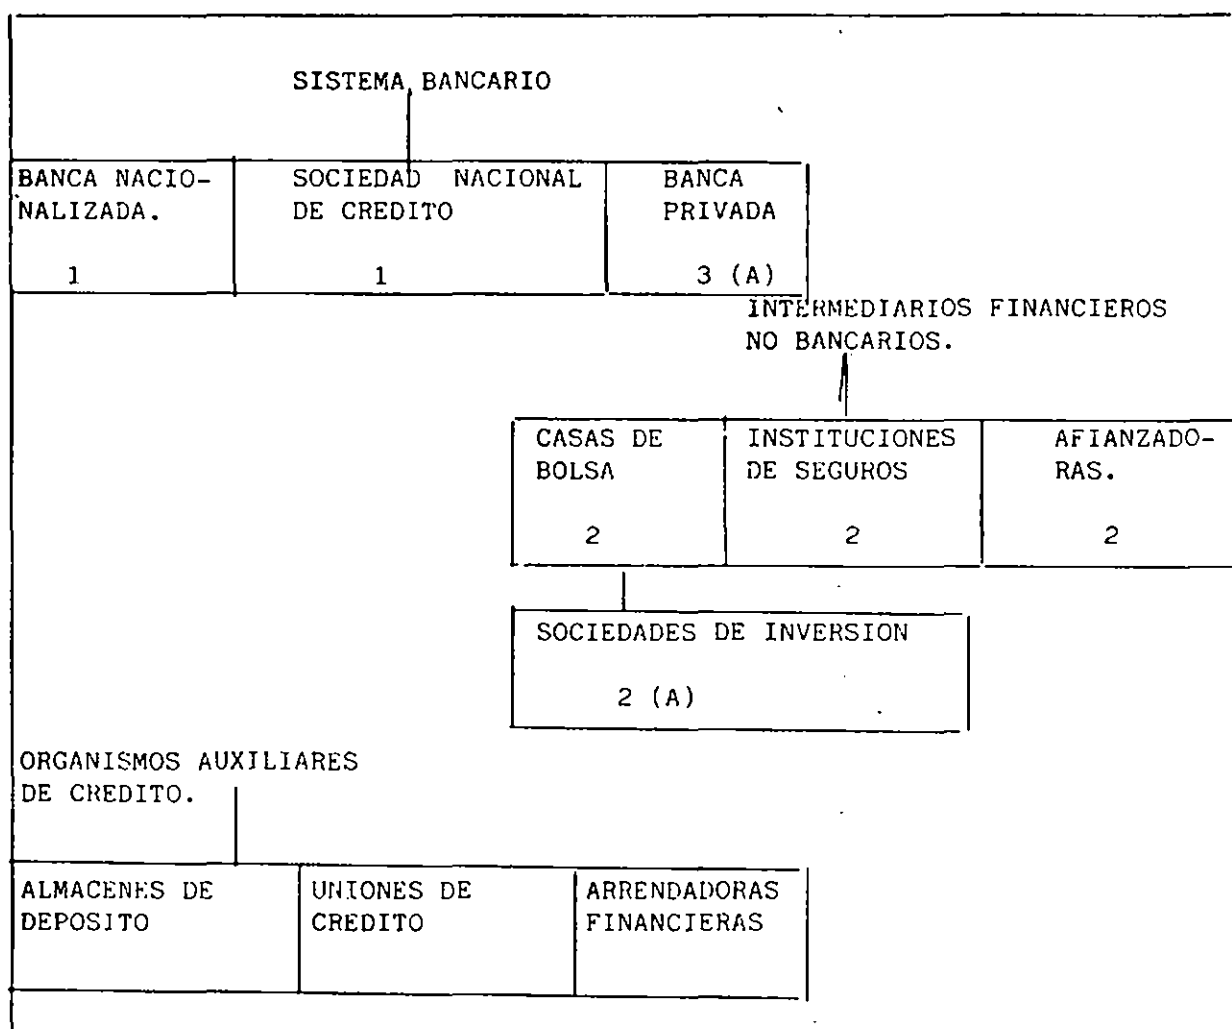 SISTEMA BANCARIO
BANCA NACIO-
NALIZADA.
1
SOCIEDAD NACIONAL
DE CREDITO
1
BANCA
PRIVADA
3 (A)
INTERMEDIARIOS FINANCIEROS
NO BANCARIOS.
CASAS DE
BOLSA
2
INSTITUCIONES
DE SEGUROS
2
AFIANZADO-
RAS.
2
SOCIEDADES DE INVERSION
2 (A)
ORGANISMOS AUXILIARES
DE CREDITO.
ALMACENES DE
DEPOSITO
UNIONES DE
CREDITO
ARRENDADORAS
FINANCIERAS